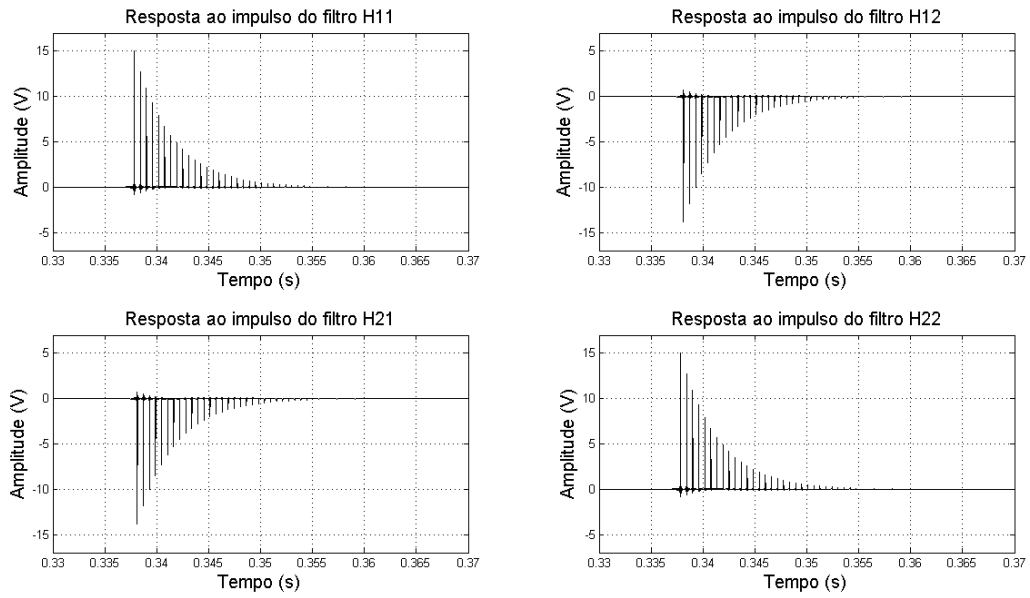 Resposta ao impulso do filtro H11
Amplitude (V)
15
10
5
0
-5
0.33 0.335 0.34 0.345 0.35 0.355 0.36 0.365 0.37
Tempo (s)
Resposta ao impulso do filtro H12
Amplitude (V)
5
0
-5
-10
-15
0.33 0.335 0.34 0.345 0.35 0.355 0.36 0.365 0.37
Tempo (s)
Resposta ao impulso do filtro H21
Amplitude (V)
5
0
-5
-10
-15
0.33 0.335 0.34 0.345 0.35 0.355 0.36 0.365 0.37
Tempo (s)
Resposta ao impulso do filtro H22
Amplitude (V)
15
10
5
0
-5
0.33 0.335 0.34 0.345 0.35 0.355 0.36 0.365 0.37
Tempo (s)